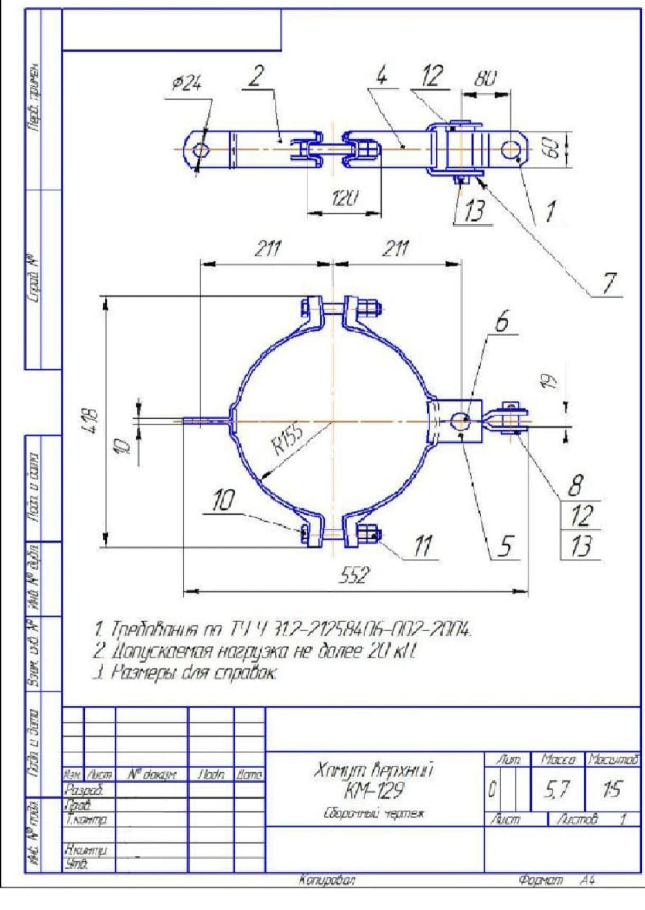 Перв. примен.
Справ. №
Подп. и дата
Инв. № дубл.
Взам. инв. №
Подп. и дата
Инв. № подл.
⌀24
2
4
12
80
60
120
13
1
7
211
211
6
19
418
10
R155
10
11
5
8
12
13
552
1. Требования по ТУ У 31.2-21258406-002-2004.
2. Допускаемая нагрузка не более 20 кН.
3. Размеры для справок.
Изм. Лист № докум. Подп. Дата
Разраб.
Пров.
Т.контр.
Н.контр.
Утв.
Хомут верхний
КМ-129
Сборочный чертеж
Лит. Масса Масштаб
5,7 1:5
Лист Листов 1
Копировал Формат А4